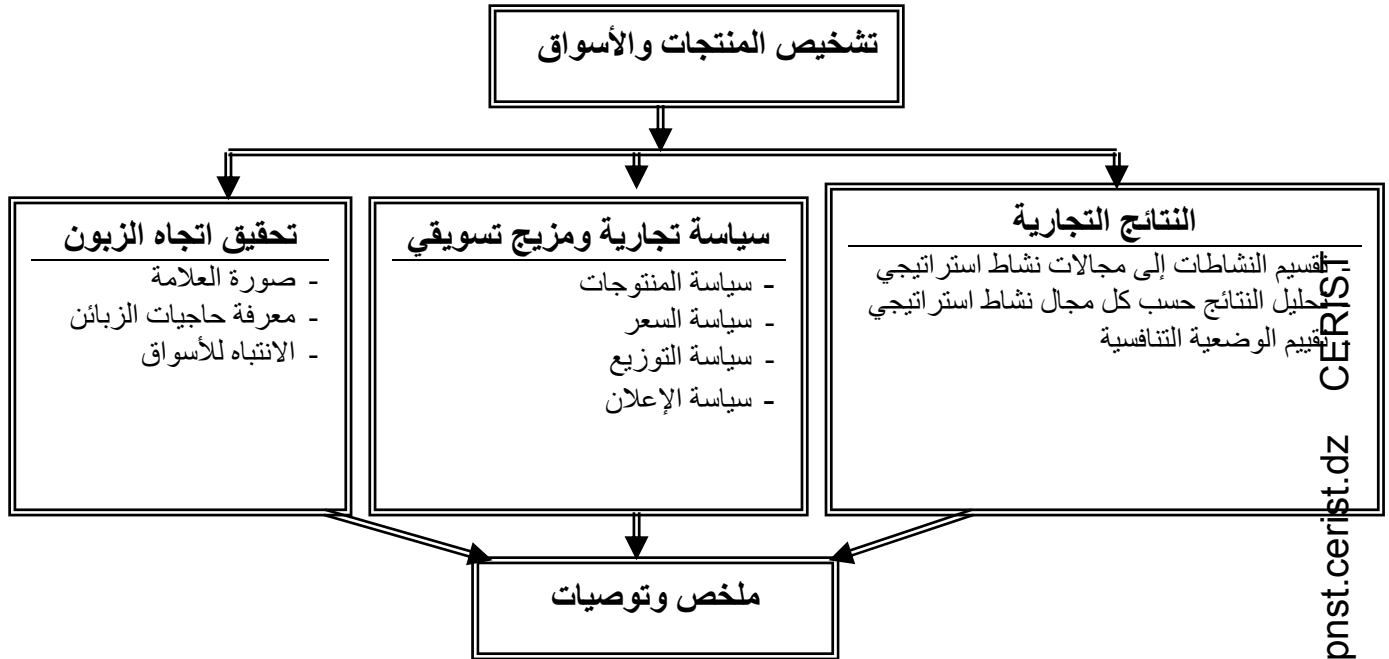 تشخيص المنتجات والأسواق
النتائج التجارية
تقسيم النشاطات إلى مجالات نشاط استراتيجي
تحليل النتائج حسب كل مجال نشاط استراتيجي
تقييم الوضعية التنافسية
سياسة تجارية ومزيج تسويقي
- سياسة المنتوجات
- سياسة السعر
- سياسة التوزيع
- سياسة الإعلان
تحقيق اتجاه الزبون
- صورة العلامة
- معرفة حاجيات الزبائن
- الانتباه للأسواق
ملخص وتوصيات
pnst.cerist.dz CERIST